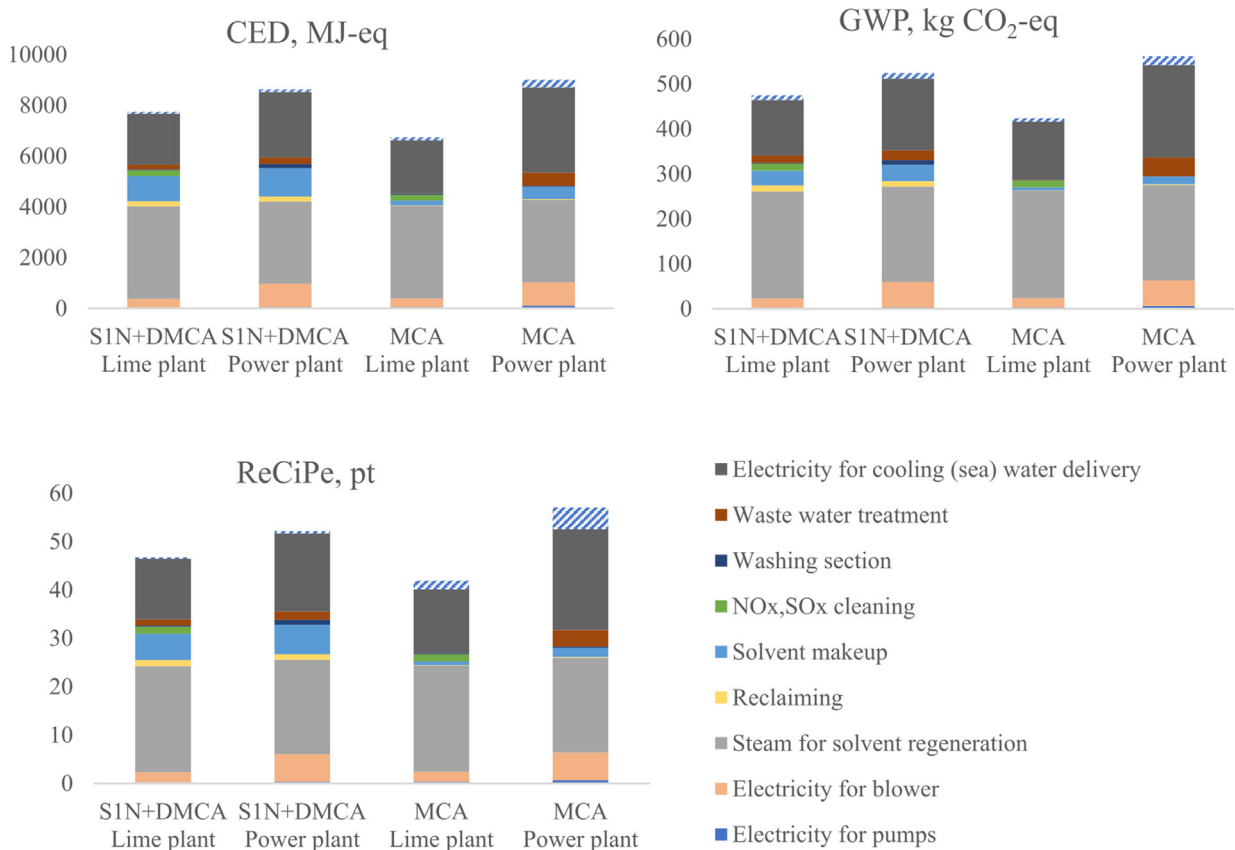 CED, MJ-eq
10000
8000
6000
4000
2000
0
S1N+DMCA S1N+DMCA MCA MCA
Lime plant Power plant Lime plant Power plant
GWP, kg CO₂-eq
600
500
400
300
200
100
0
S1N+DMCA S1N+DMCA MCA MCA
Lime plant Power plant Lime plant Power plant
ReCiPe, pt
60
50
40
30
20
10
0
S1N+DMCA S1N+DMCA MCA MCA
Lime plant Power plant Lime plant Power plant
Electricity for cooling (sea) water delivery
Waste water treatment
Washing section
NOx,SOx cleaning
Solvent makeup
Reclaiming
Steam for solvent regeneration
Electricity for blower
Electricity for pumps